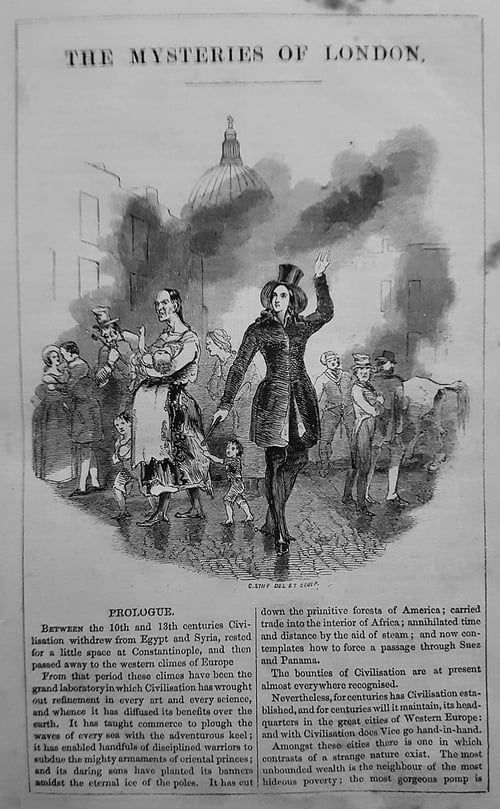 THE MYSTERIES OF LONDON.
G. STIFF DEL ET SCULP.
PROLOGUE.
BETWEEN the 10th and 13th centuries Civi-
lisation withdrew from Egypt and Syria, rested
for a little space at Constantinople, and then
passed away to the western climes of Europe
From that period these climes have been the
grand laboratory in which Civilisation has wrought
out refinement in every art and every science,
and whence it has diffused its benefits over the
earth. It has taught commerce to plough the
waves of every sea with the adventurous keel;
it has enabled handfuls of disciplined warriors to
subdue the mighty armaments of oriental princes;
and its daring sons have planted its banners
amidst the eternal ice of the poles. It has cut
down the primitive forests of America; carried
trade into the interior of Africa; annihilated time
and distance by the aid of steam; and now con-
templates how to force a passage through Suez
and Panama.
The bounties of Civilisation are at present
almost everywhere recognised.
Nevertheless, for centuries has Civilisation esta-
blished, and for centuries will it maintain, its head-
quarters in the great cities of Western Europe:
and with Civilisation does Vice go hand-in-hand.
Amongst these cities there is one in which
contrasts of a strange nature exist. The most
unbounded wealth is the neighbour of the most
hideous poverty; the most gorgeous pomp is